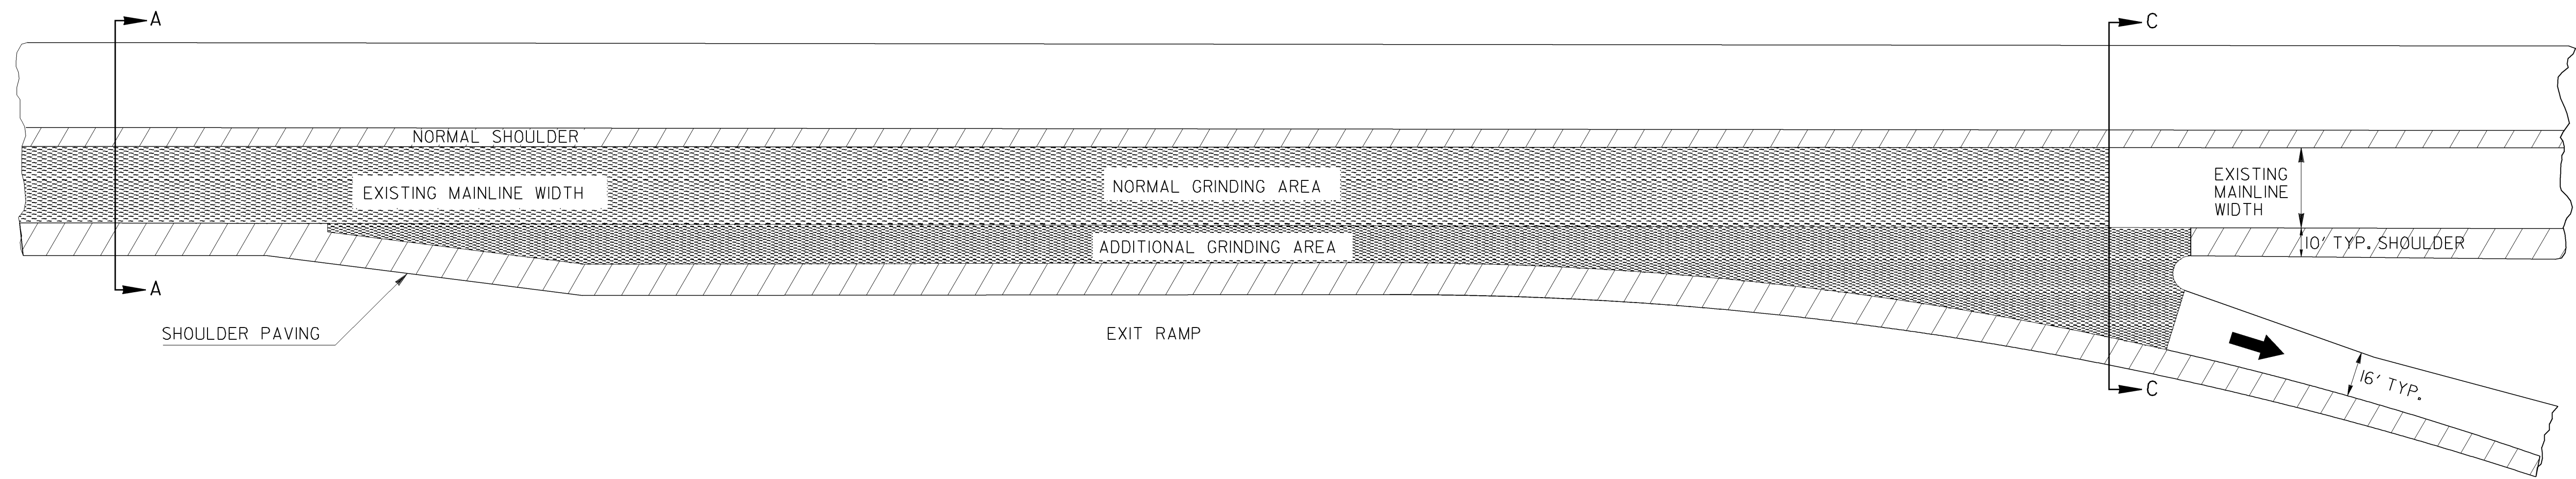 A
C
NORMAL SHOULDER
EXISTING MAINLINE WIDTH
NORMAL GRINDING AREA
EXISTING
MAINLINE
WIDTH
ADDITIONAL GRINDING AREA
10' TYP. SHOULDER
A
SHOULDER PAVING
EXIT RAMP
16' TYP.
C